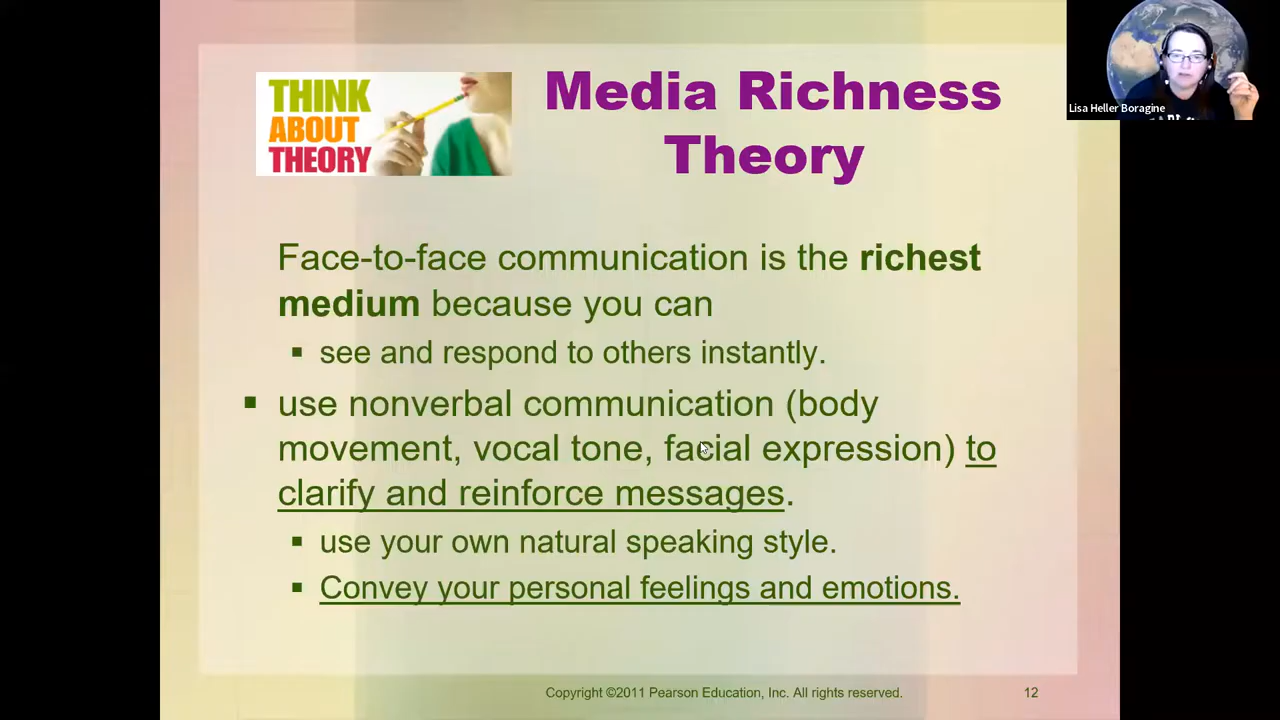 THINK
ABOUT
THEORY
Media Richness
Theory
Lisa Heller Boragine
Face-to-face communication is the richest
medium because you can
▪ see and respond to others instantly.
▪ use nonverbal communication (body
movement, vocal tone, facial expression) to
clarify and reinforce messages.
▪ use your own natural speaking style.
▪ Convey your personal feelings and emotions.
Copyright ©2011 Pearson Education, Inc. All rights reserved.
12